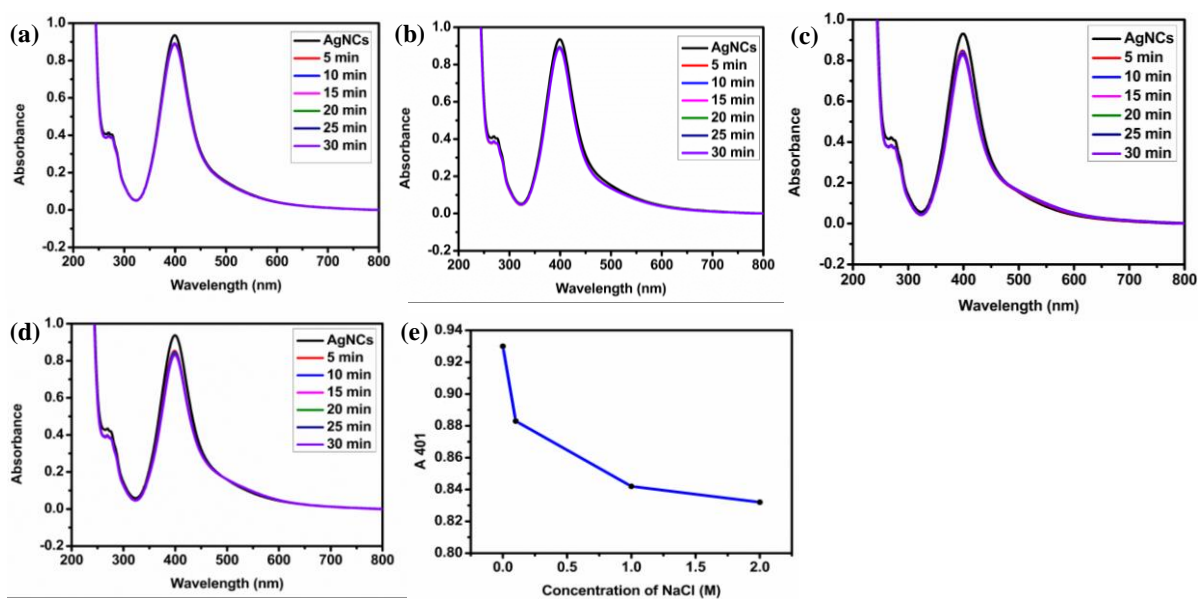 (a)
1.0
0.8
0.6
0.4
0.2
0.0
-0.2
Absorbance
200 300 400 500 600 700 800
Wavelength (nm)
AgNCs
5 min
10 min
15 min
20 min
25 min
30 min
(b)
1.0
0.8
0.6
0.4
0.2
0.0
-0.2
Absorbance
200 300 400 500 600 700 800
Wavelength (nm)
AgNCs
5 min
10 min
15 min
20 min
25 min
30 min
(c)
1.0
0.8
0.6
0.4
0.2
0.0
-0.2
Absorbance
200 300 400 500 600 700 800
Wavelength (nm)
AgNCs
5 min
10 min
15 min
20 min
25 min
30 min
(d)
1.0
0.8
0.6
0.4
0.2
0.0
-0.2
Absorbance
200 300 400 500 600 700 800
Wavelength (nm)
AgNCs
5 min
10 min
15 min
20 min
25 min
30 min
(e)
0.94
0.92
0.90
0.88
0.86
0.84
0.82
0.80
A 401
0.0 0.5 1.0 1.5 2.0
Concentration of NaCl (M)